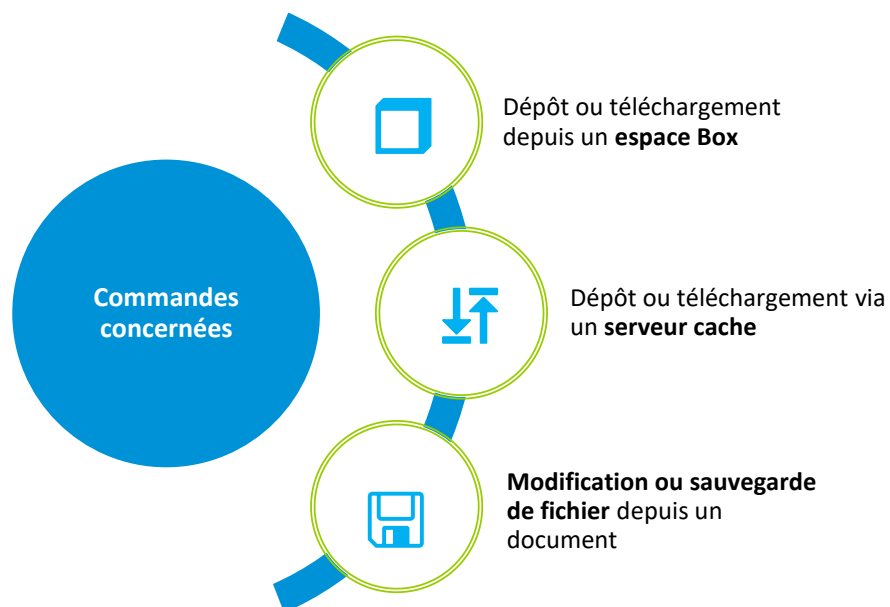 Dépôt ou téléchargement
depuis un espace Box
Commandes
concernées
Dépôt ou téléchargement via
un serveur cache
Modification ou sauvegarde
de fichier depuis un
document